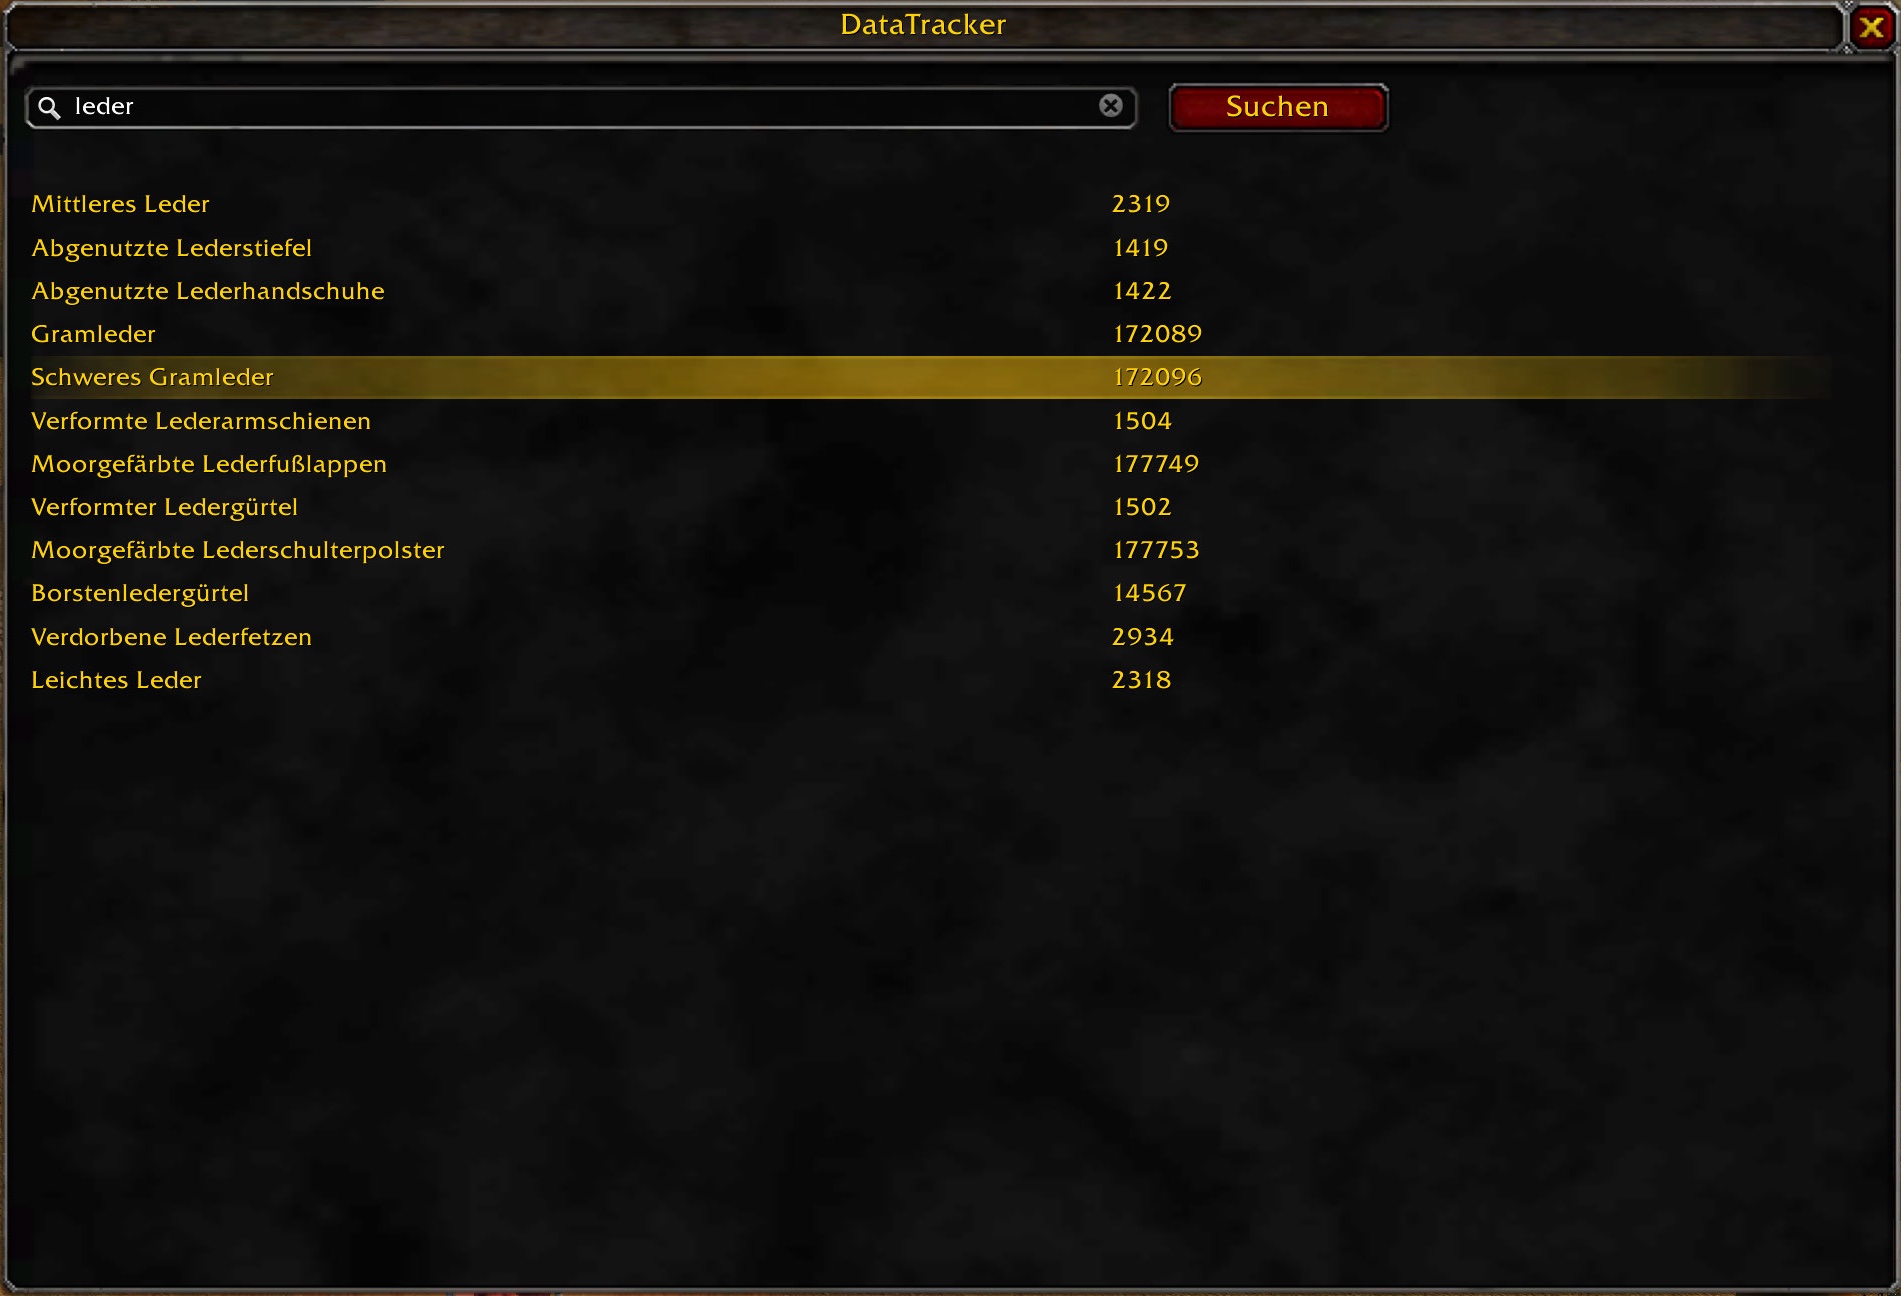 DataTracker
leder Suchen
Mittleres Leder 2319
Abgenutzte Lederstiefel 1419
Abgenutzte Lederhandschuhe 1422
Gramleder 172089
Schweres Gramleder 172096
Verformte Lederarmschienen 1504
Moorgefärbte Lederfußlappen 177749
Verformter Ledergürtel 1502
Moorgefärbte Lederschulterpolster 177753
Borstenledergürtel 14567
Verdorbene Lederfetzen 2934
Leichtes Leder 2318